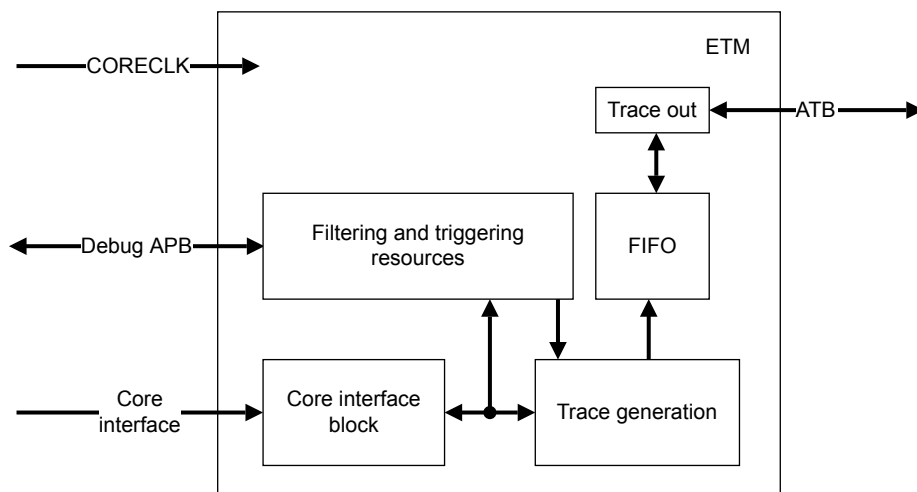 ETM
CORECLK
Trace out
ATB
Debug APB
Filtering and triggering
resources
FIFO
Core
interface
Core interface
block
Trace generation